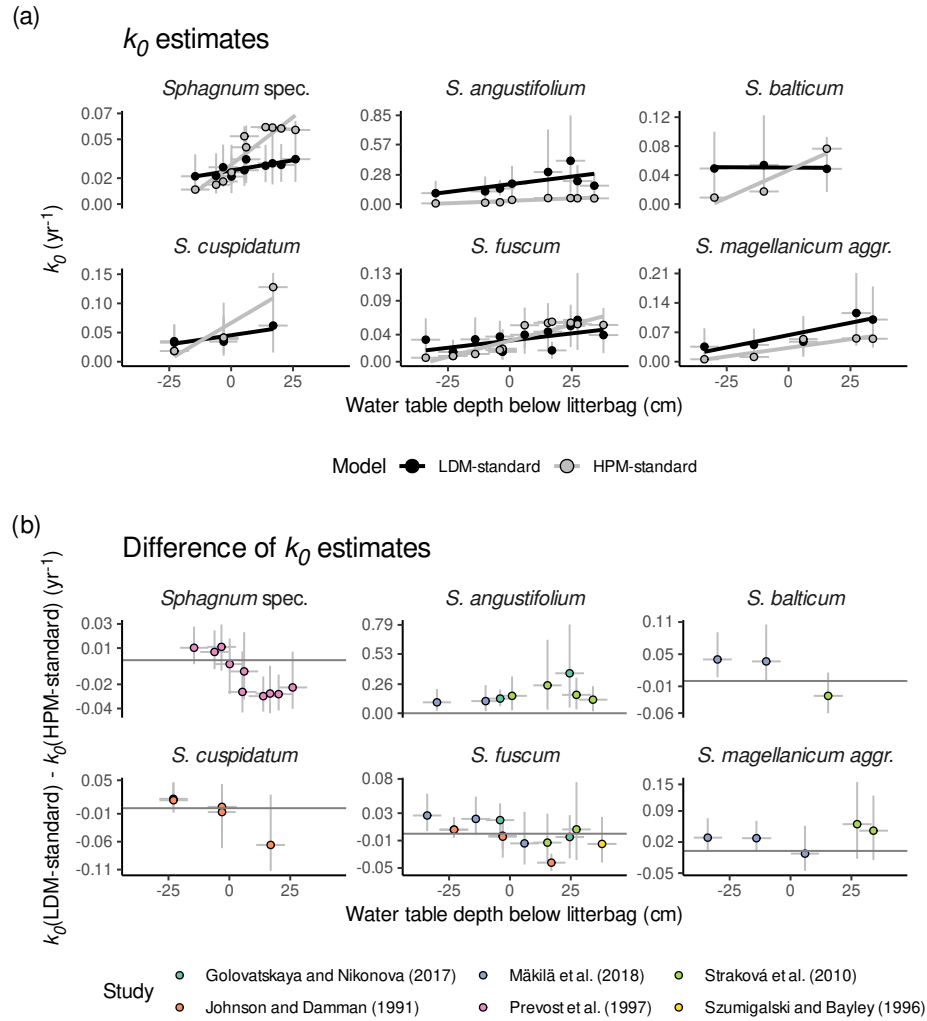 (a)
k0 estimates
Sphagnum spec.
S. angustifolium
S. balticum
0.07
0.02
0.00
0.85
0.57
0.28
0.00
0.12
0.08
0.04
0.00
S. cuspidatum
S. fuscum
S. magellanicum aggr.
0.15
0.10
0.05
0.00
0.13
0.09
0.04
0.00
0.21
0.14
0.07
0.00
-25 0 25
-25 0 25
-25 0 25
k0 (yr-1)
Water table depth below litterbag (cm)
Model LDM-standard HPM-standard
(b)
Difference of k0 estimates
Sphagnum spec.
S. angustifolium
S. balticum
0.03
0.01
-0.02
-0.04
0.79
0.53
0.26
0.00
0.11
0.05
-0.01
-0.06
S. cuspidatum
S. fuscum
S. magellanicum aggr.
0.05
-0.01
-0.06
-0.11
0.08
0.03
-0.01
-0.05
0.15
0.09
0.02
-0.05
-25 0 25
-25 0 25
-25 0 25
k0(LDM-standard) - k0(HPM-standard) (yr-1)
Water table depth below litterbag (cm)
Study
Golovatskaya and Nikonova (2017) Mäkilä et al. (2018) Straková et al. (2010)
Johnson and Damman (1991) Prevost et al. (1997) Szumigalski and Bayley (1996)